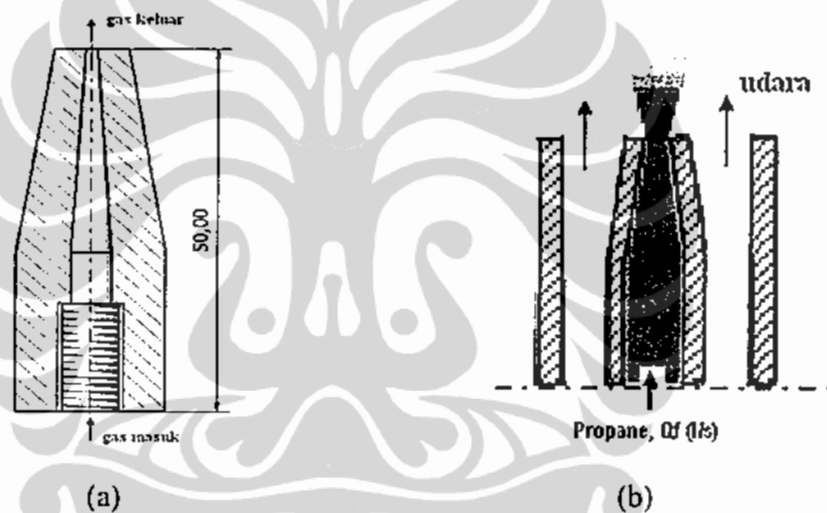 gas keluar
50,00
gas masuk
(a)
udara
Propane, Qf (l/s)
(b)